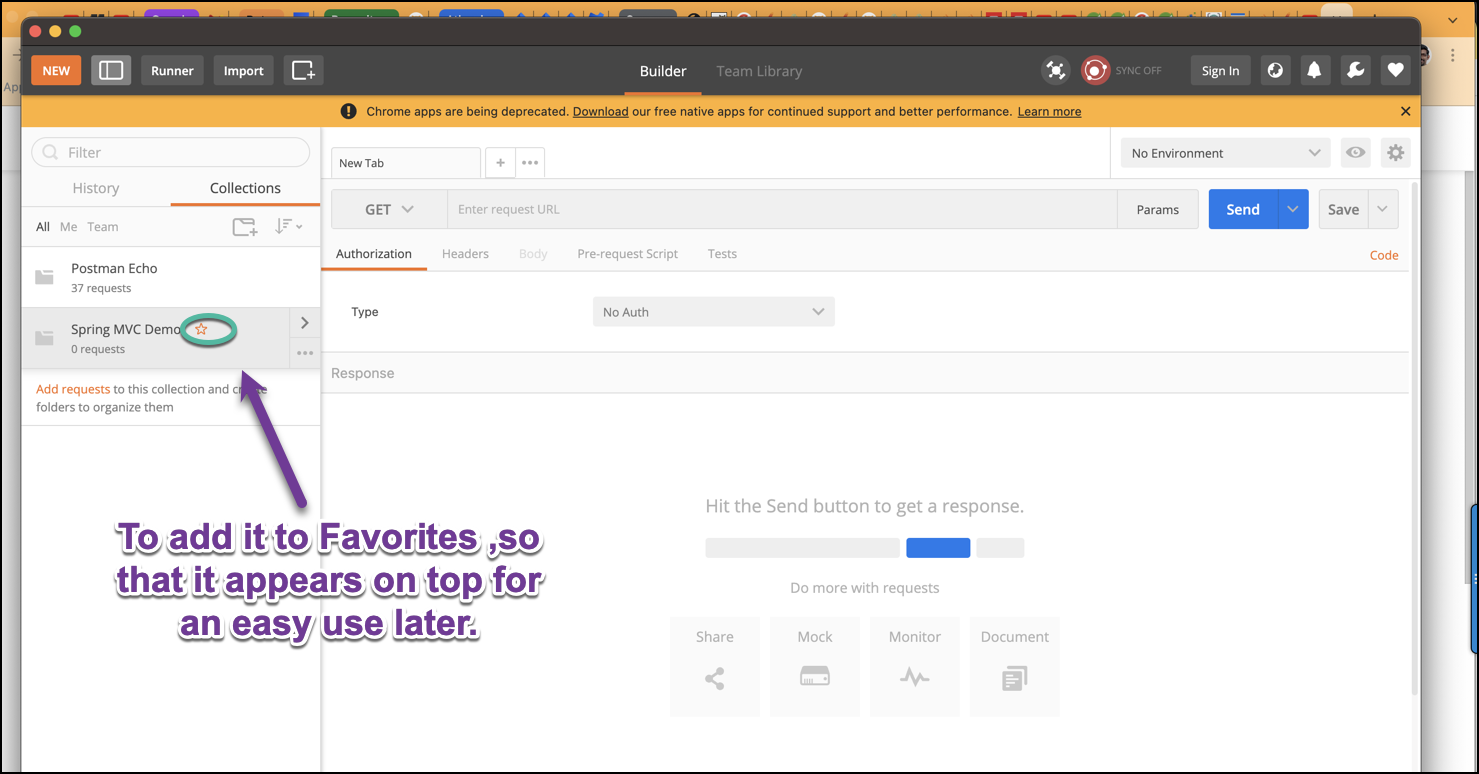 NEW
Runner
Import
Builder
Team Library
SYNC OFF
Sign In
Chrome apps are being deprecated. Download our free native apps for continued support and better performance. Learn more
Filter
History
Collections
All
Me
Team
Postman Echo
37 requests
Spring MVC Demo
0 requests
Add requests to this collection and
folders to organize them
New Tab
No Environment
GET
Enter request URL
Params
Send
Save
Authorization
Headers
Body
Pre-request Script
Tests
Code
Type
No Auth
Response
Hit the Send button to get a response.
Do more with requests
Share
Mock
Monitor
Document
To add it to Favorites ,so
that it appears on top for
an easy use later.